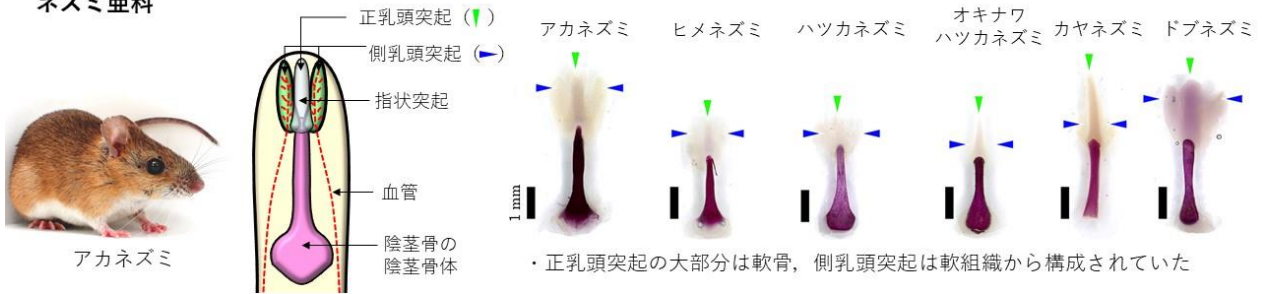 ネズミ亜科
アカネズミ
正乳頭突起 (▼)
側乳頭突起 (►)
指状突起
血管
陰茎骨の
陰茎骨体
アカネズミ
ヒメネズミ
ハツカネズミ
オキナワ
ハツカネズミ
カヤネズミ
ドブネズミ
1 mm
・正乳頭突起の大部分は軟骨，側乳頭突起は軟組織から構成されていた